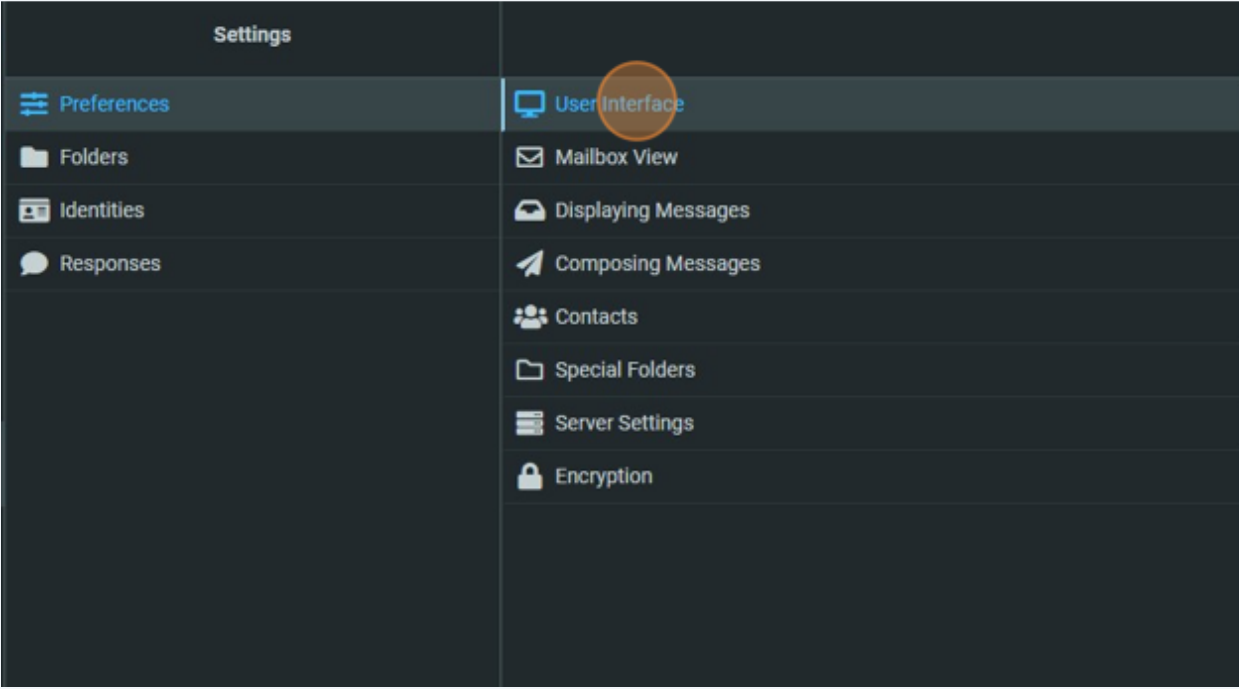 Settings
Preferences
Folders
Identities
Responses
User Interface
Mailbox View
Displaying Messages
Composing Messages
Contacts
Special Folders
Server Settings
Encryption